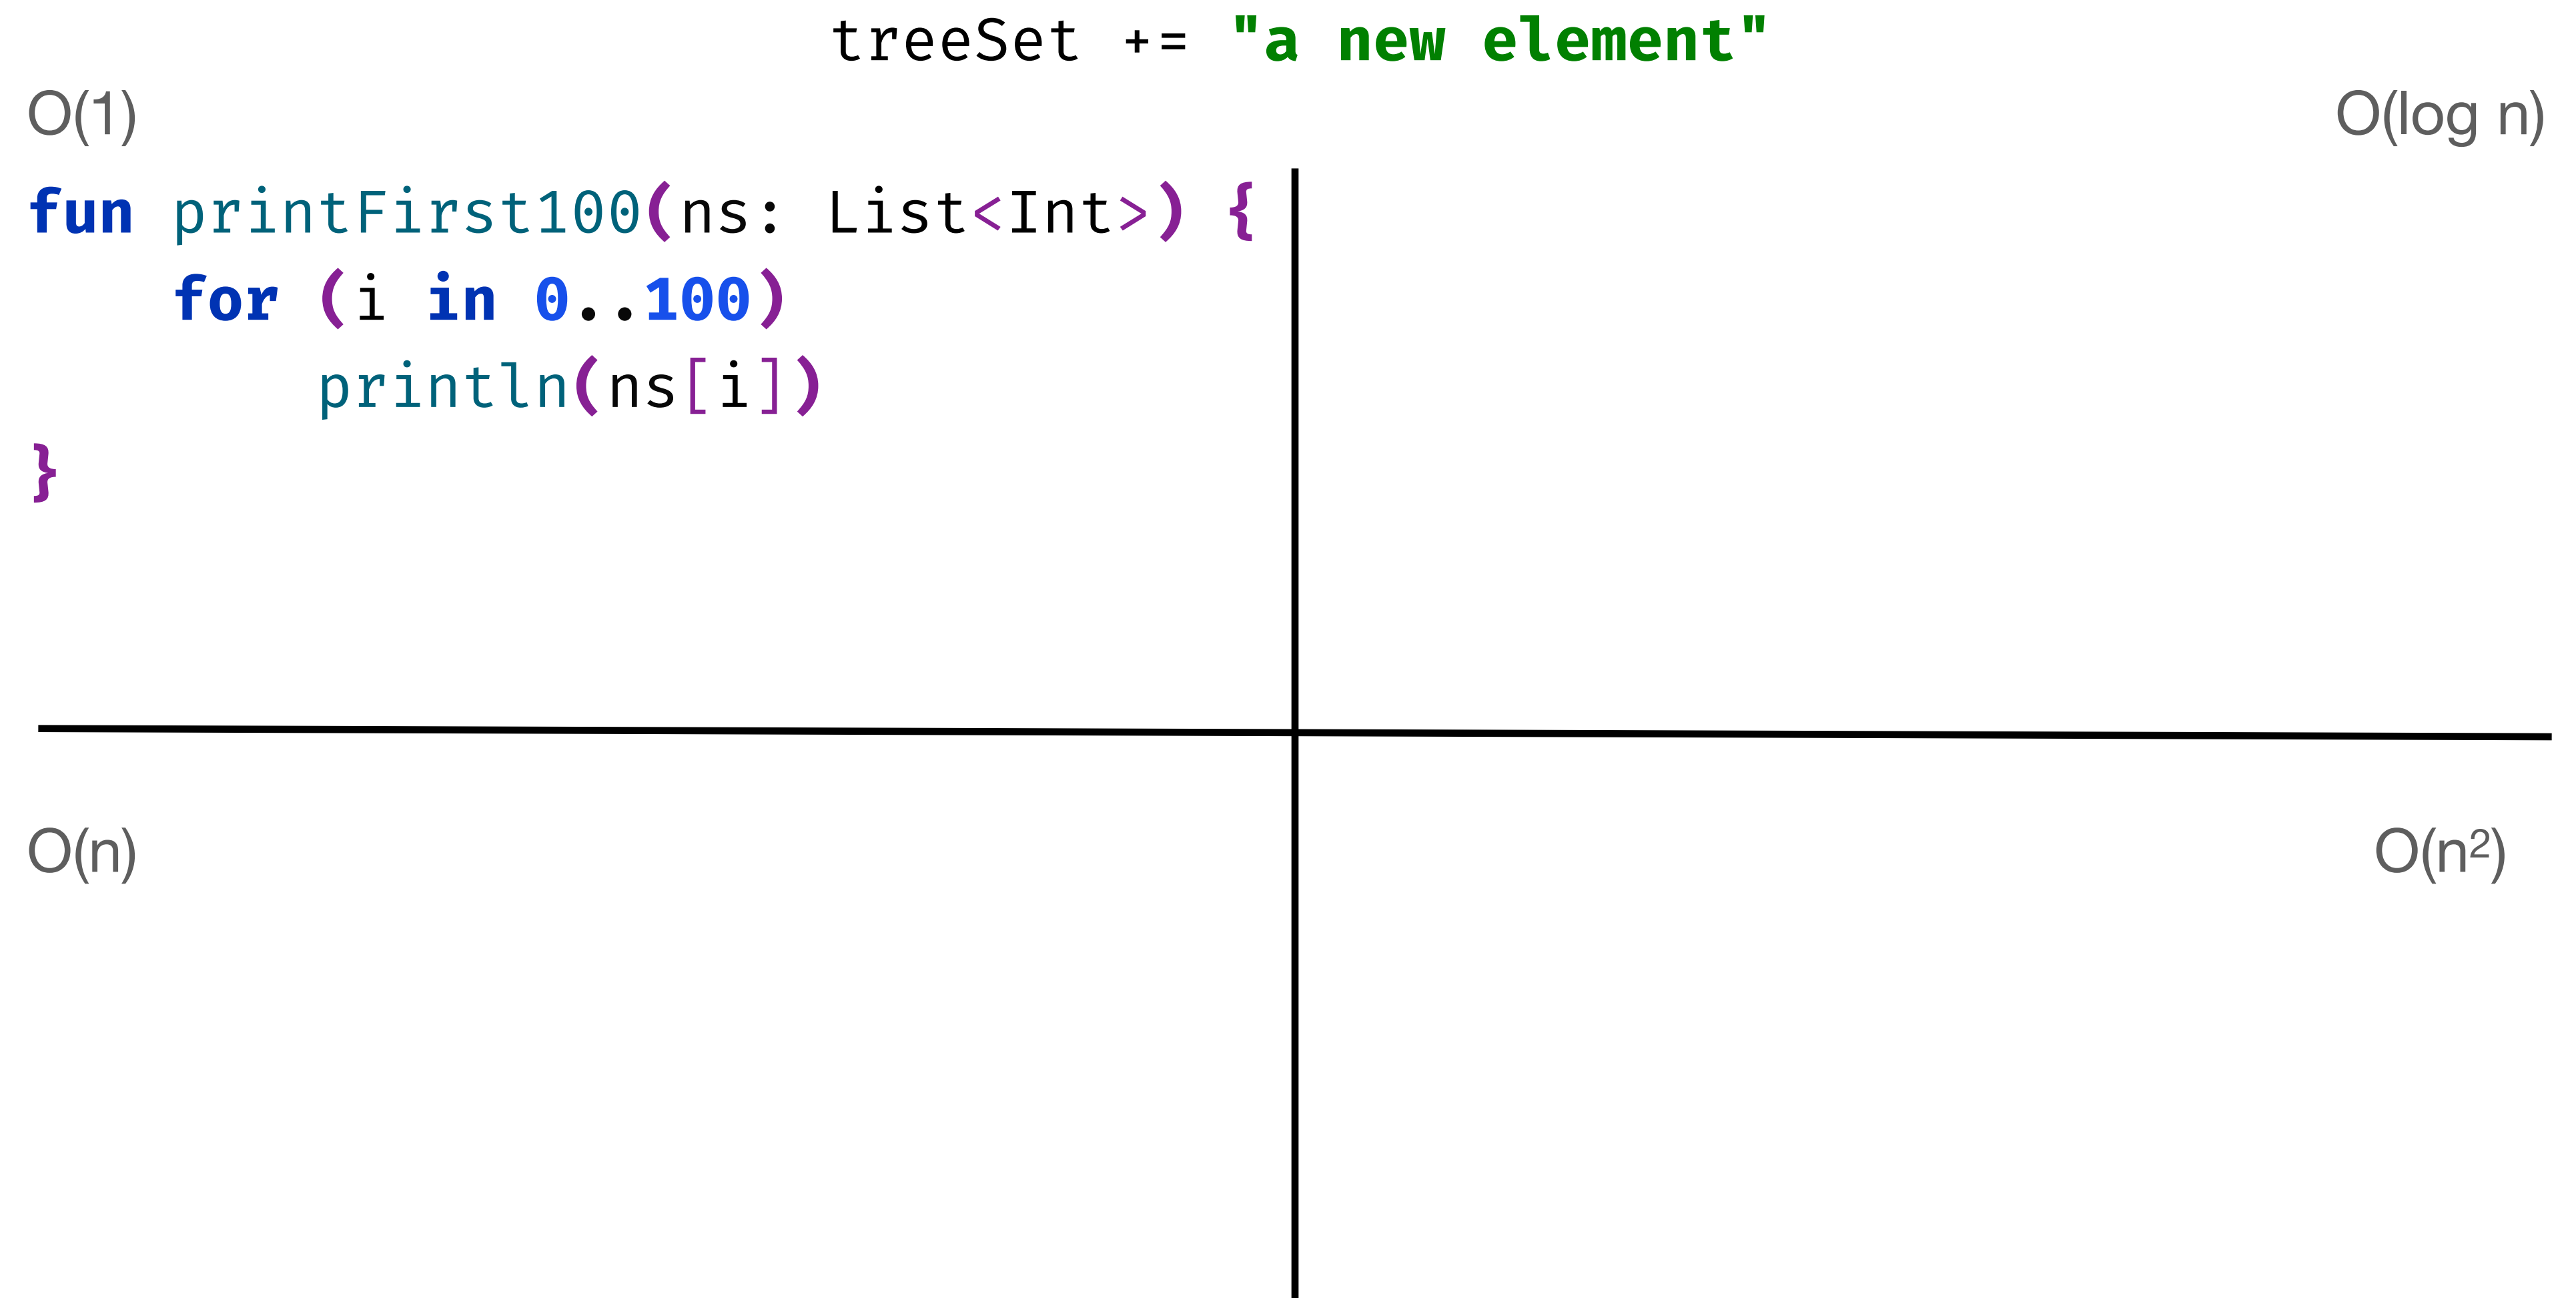 treeSet += "a new element"
O(1)
O(log n)
fun printFirst100(ns: List<Int>) {
    for (i in 0..100)
        println(ns[i])
}
O(n)
O(n²)